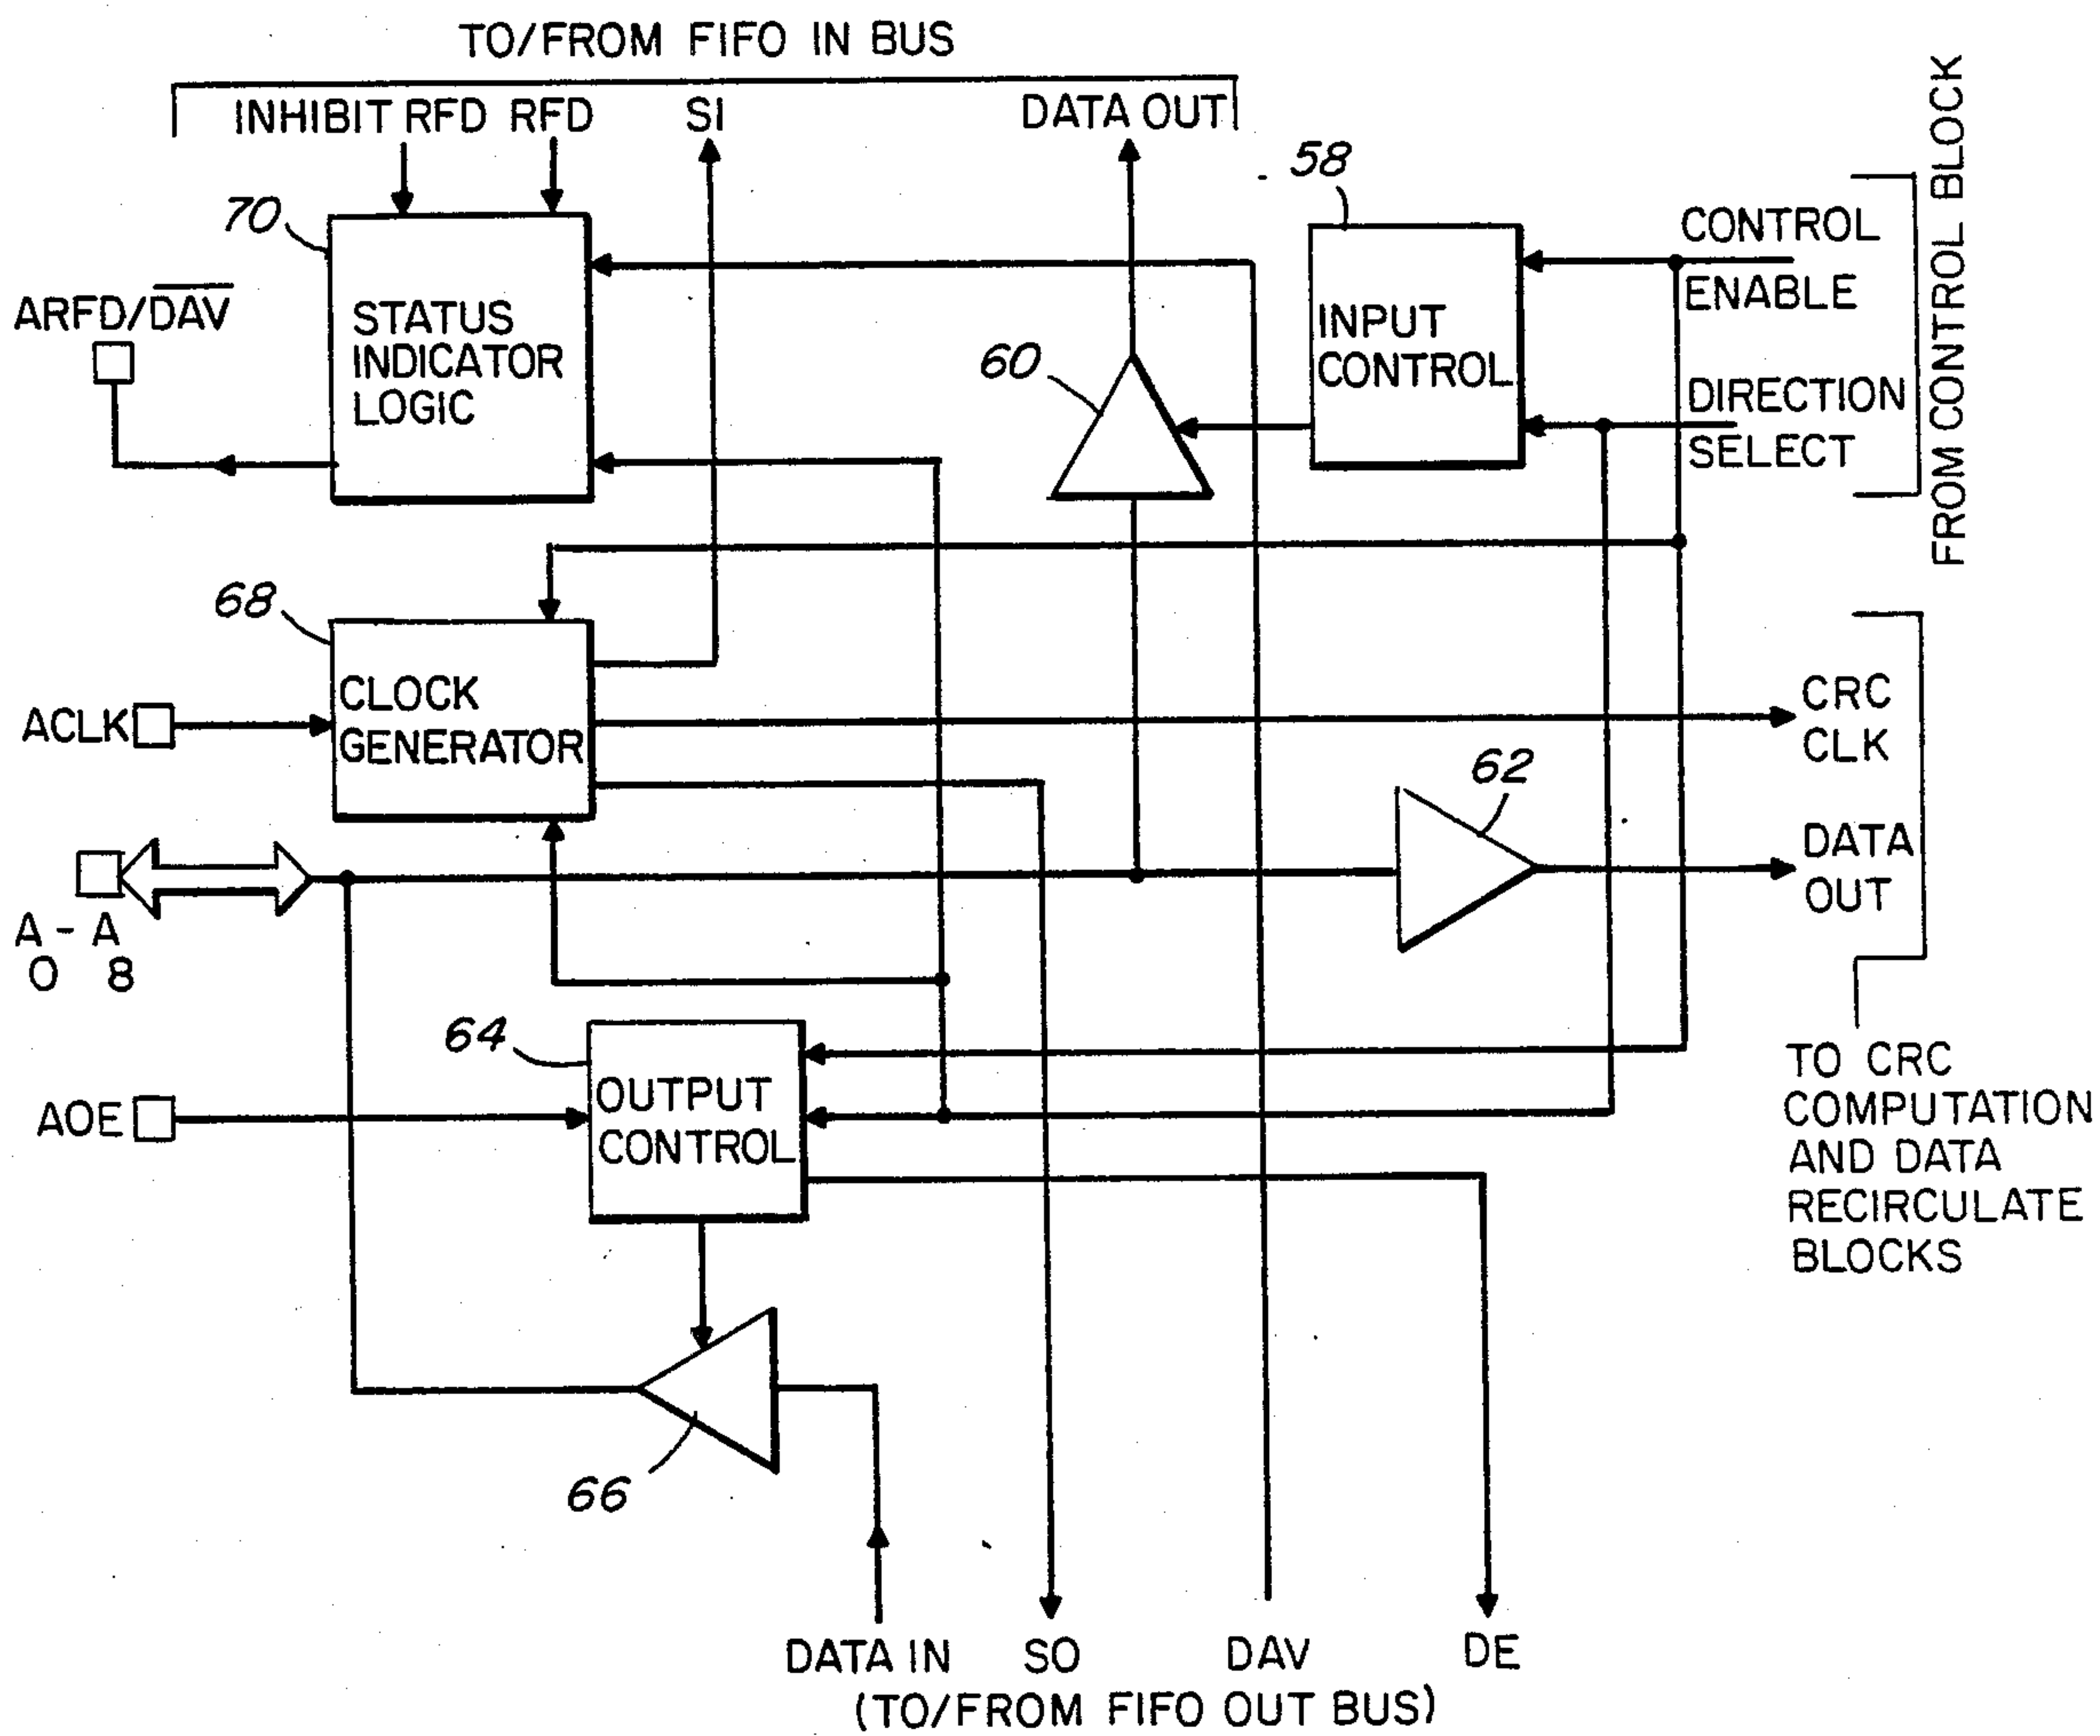 TO/FROM FIFO IN BUS
INHIBIT RFD RFD SI DATA OUT
58
70
CONTROL
ENABLE
FROM CONTROL BLOCK
ARFD/DAV
STATUS
INDICATOR
LOGIC
60
INPUT
CONTROL
DIRECTION
SELECT
68
CLOCK
GENERATOR
ACLK
CRC
CLK
62
DATA
OUT
A - A
0 8
64
OUTPUT
CONTROL
AOE
TO CRC
COMPUTATION
AND DATA
RECIRCULATE
BLOCKS
66
DATA IN SO DAV DE
(TO/FROM FIFO OUT BUS)